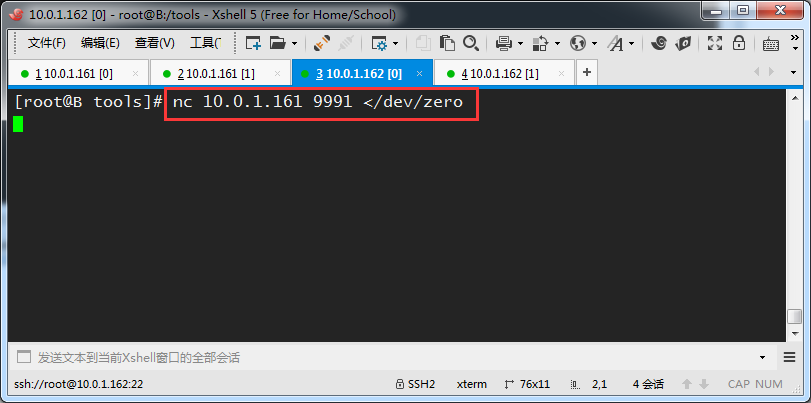 10.0.1.162 [0] - root@B:/tools - Xshell 5 (Free for Home/School)
文件(F) 编辑(E) 查看(V) 工具(
1 10.0.1.161 [0] 2 10.0.1.161 [1] 3 10.0.1.162 [0] 4 10.0.1.162 [1]
[root@B tools]# nc 10.0.1.161 9991 </dev/zero
发送文本到当前Xshell窗口的全部会话
ssh://root@10.0.1.162:22 SSH2 xterm 76x11 2,1 4 会话 CAP NUM